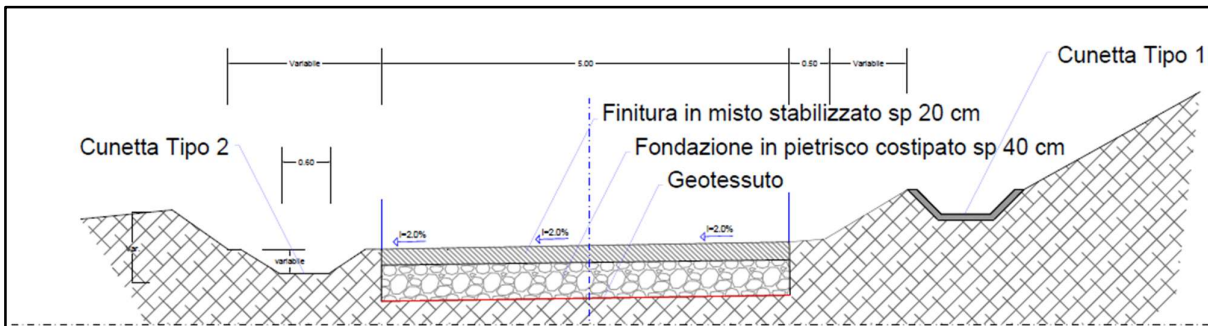 Variabile 5.00 0.50 Variabile
Cunetta Tipo 1
Finitura in misto stabilizzato sp 20 cm
Cunetta Tipo 2
0.60
Fondazione in pietrisco costipato sp 40 cm
Geotessuto
i=2.0% i=2.0% i=2.0%
Var.
variabile